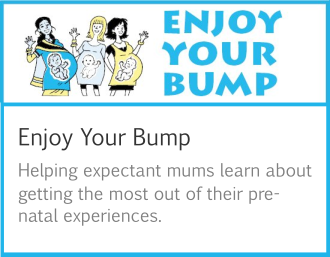 ENJOY
YOUR
BUMP
Enjoy Your Bump
Helping expectant mums learn about
getting the most out of their pre-
natal experiences.